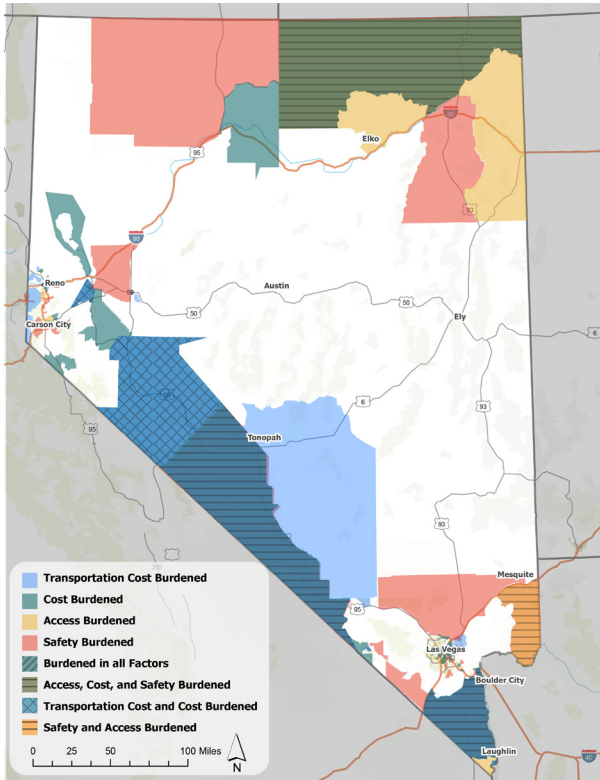 80
Elko
95
93
80
Reno
50
Austin
50
50
Carson City
Ely
6
95
93
6
Tonopah
95
93
Mesquite
95
Las Vegas
Boulder City
Laughlin
40
Transportation Cost Burdened
Cost Burdened
Access Burdened
Safety Burdened
Burdened in all Factors
Access, Cost, and Safety Burdened
Transportation Cost and Cost Burdened
Safety and Access Burdened
0 25 50 100 Miles
N